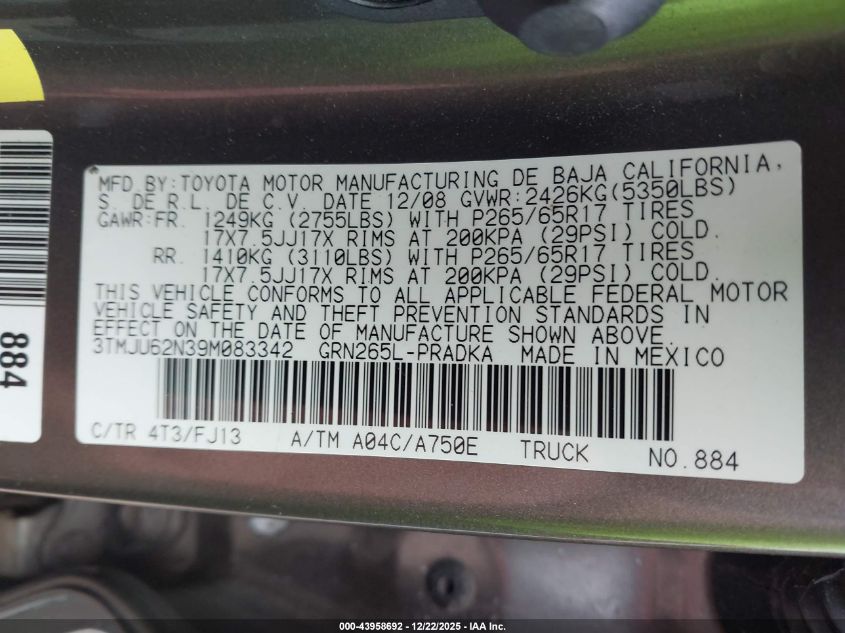 MFD BY:TOYOTA MOTOR MANUFACTURING DE BAJA CALIFORNIA,
S. DE R.L. DE C.V. DATE 12/08 GVWR:2426KG(5350LBS)
GAWR:FR. 1249KG (2755LBS) WITH P265/65R17 TIRES
17X7.5JJ17X RIMS AT 200KPA (29PSI) COLD.
RR. 1410KG (3110LBS) WITH P265/65R17 TIRES
17X7.5JJ17X RIMS AT 200KPA (29PSI) COLD.
THIS VEHICLE CONFORMS TO ALL APPLICABLE FEDERAL MOTOR
VEHICLE SAFETY AND THEFT PREVENTION STANDARDS IN
EFFECT ON THE DATE OF MANUFACTURE SHOWN ABOVE.
3TMJU62N39M083342 GRN265L-PRADKA MADE IN MEXICO
C/TR 4T3/FJ13 A/TM A04C/A750E TRUCK NO.884
884
000-43958692 - 12/22/2025 - IAA Inc.